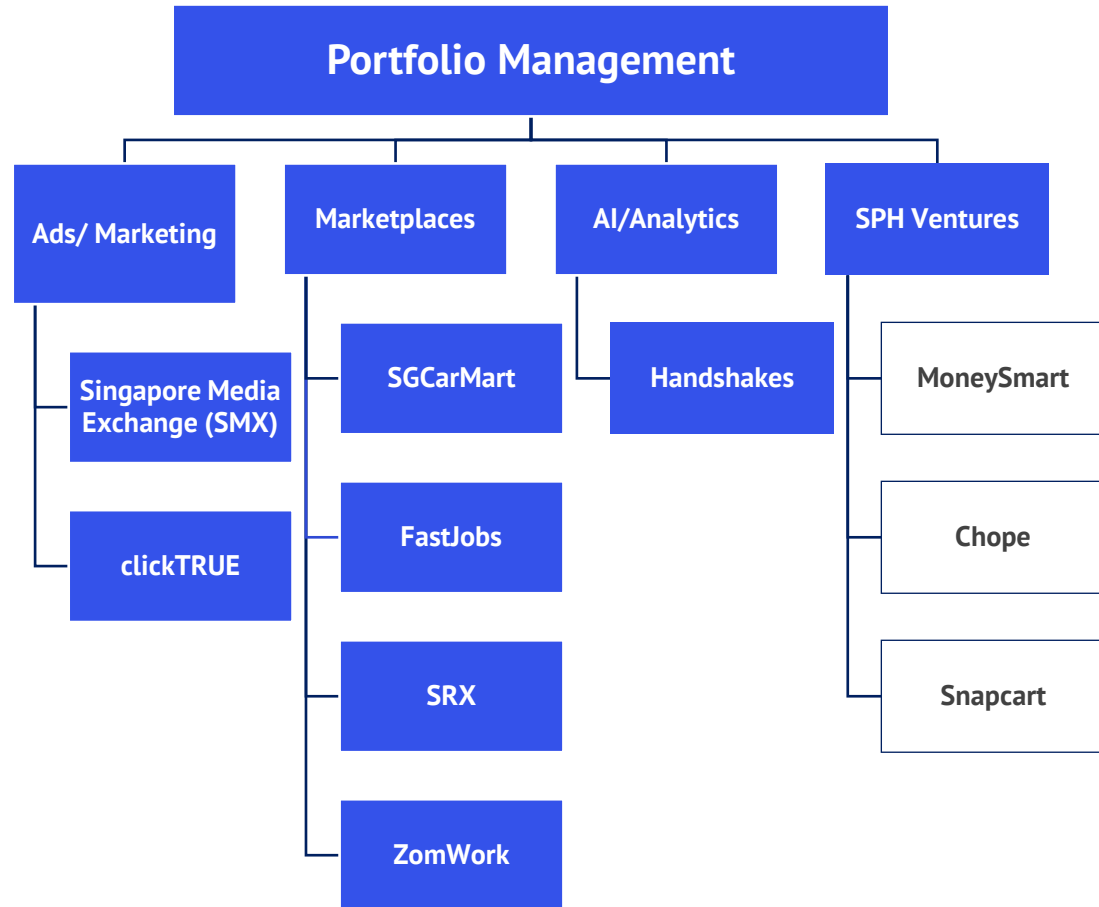 Portfolio Management
Ads/ Marketing
Marketplaces
AI/Analytics
SPH Ventures
Singapore Media
Exchange (SMX)
clickTRUE
SGCarMart
FastJobs
SRX
ZomWork
Handshakes
MoneySmart
Chope
Snapcart